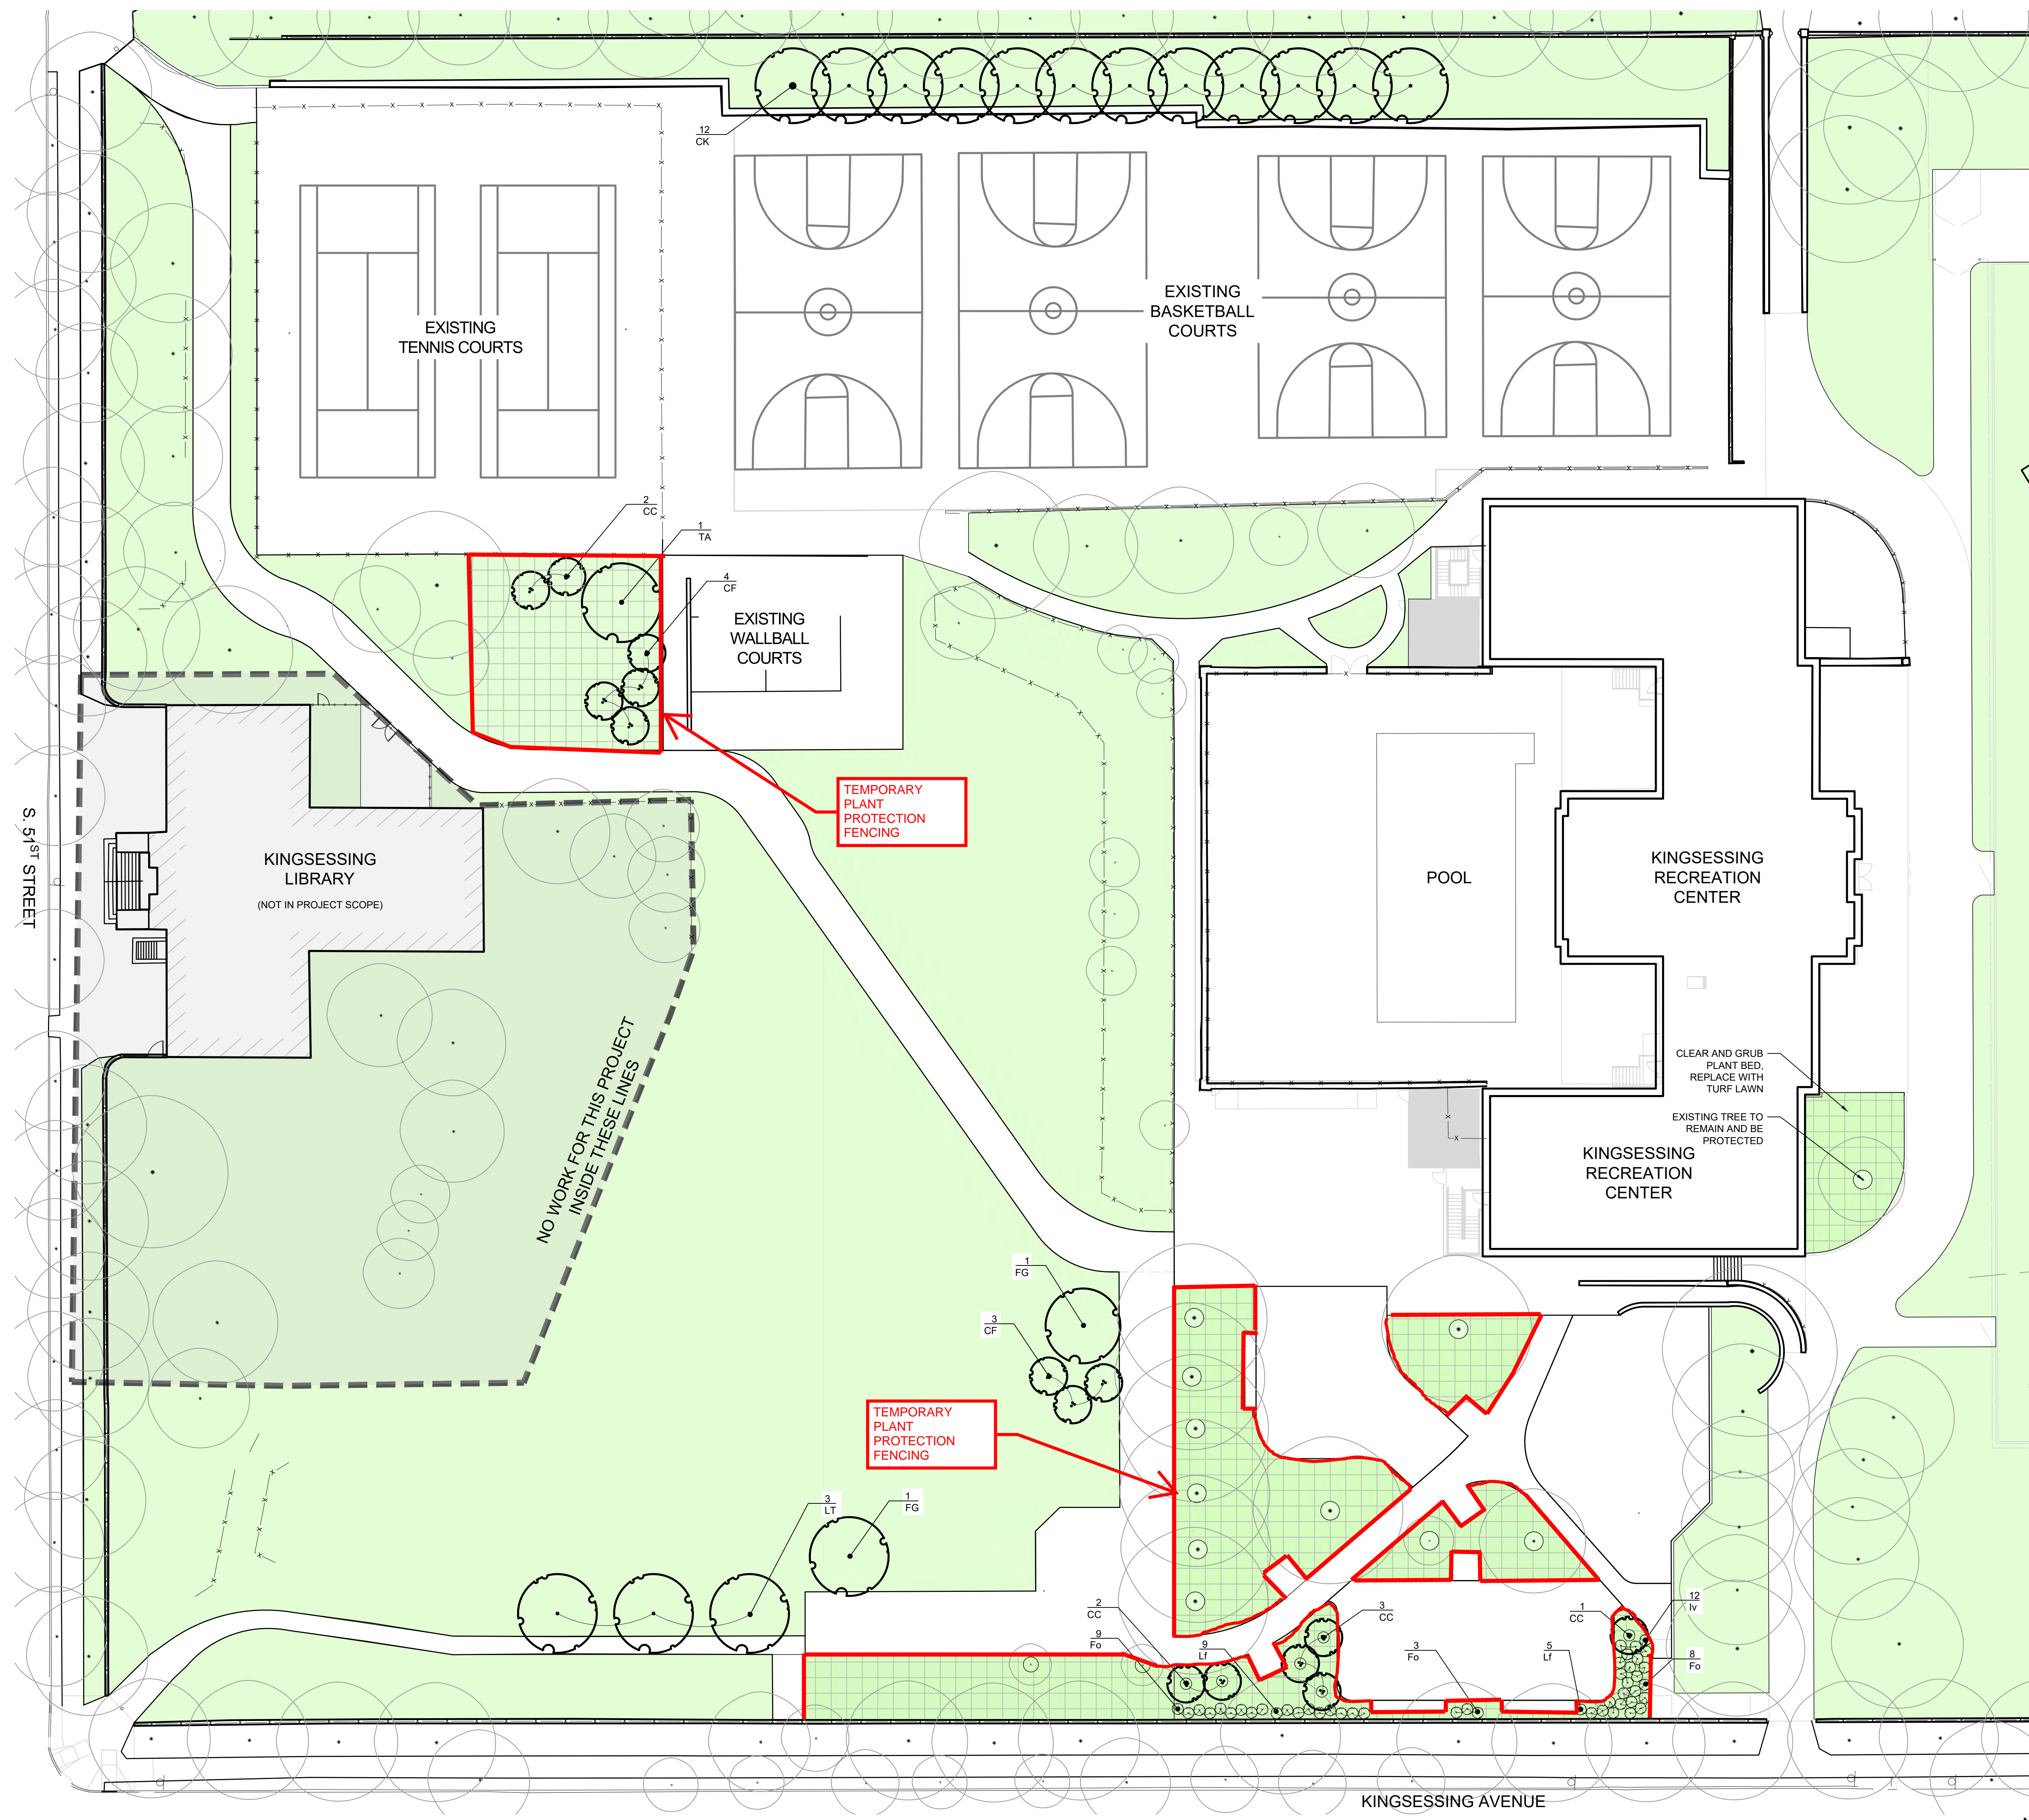 12
CK
EXISTING
TENNIS COURTS
EXISTING
BASKETBALL
COURTS
2
CC
1
TA
4
CF
EXISTING
WALLBALL
COURTS
TEMPORARY
PLANT
PROTECTION
FENCING
S. 51ST STREET
KINGSESSING
LIBRARY
(NOT IN PROJECT SCOPE)
POOL
KINGSESSING
RECREATION
CENTER
NO WORK FOR THIS PROJECT
INSIDE THESE LINES
CLEAR AND GRUB
PLANT BED,
REPLACE WITH
TURF LAWN
EXISTING TREE TO
REMAIN AND BE
PROTECTED
KINGSESSING
RECREATION
CENTER
1
FG
3
CF
TEMPORARY
PLANT
PROTECTION
FENCING
3
LT
1
FG
2
CC
9
Fo
9
Lf
3
CC
3
Fo
5
Lf
1
CC
12
Iv
8
Fo
KINGSESSING AVENUE